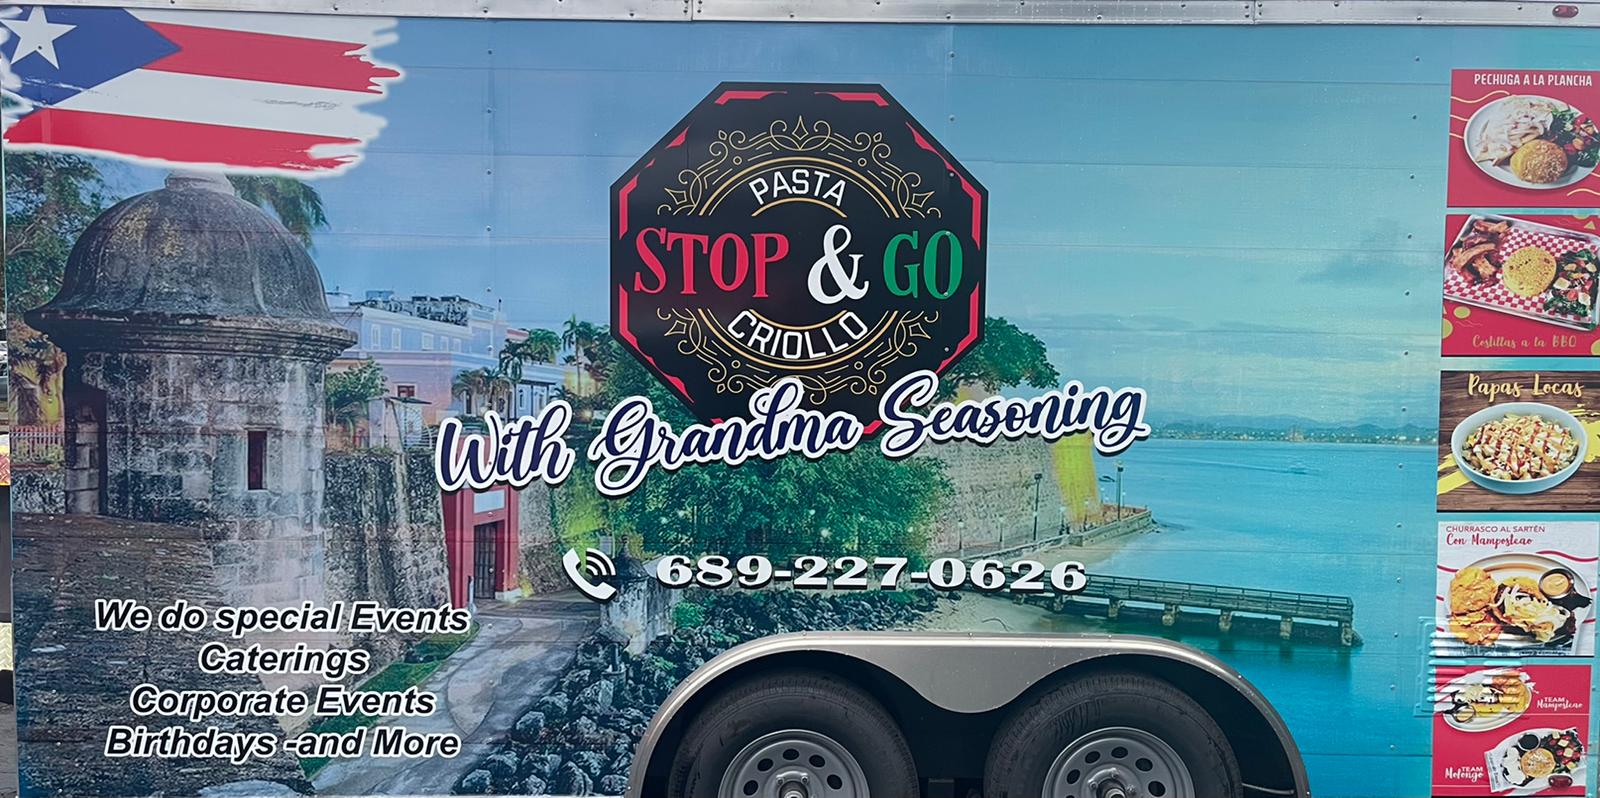 PASTA
STOP & GO
CRIOLLO
With Grandma Seasoning
689-227-0626
We do special Events
Caterings
Corporate Events
Birthdays -and More
PECHUGA A LA PLANCHA
Costillas a la BBQ
Papas Locas
CHURRASCO AL SARTÉN
Con Mamposteao
TEAM
Mamposteao
TEAM
Mofongo